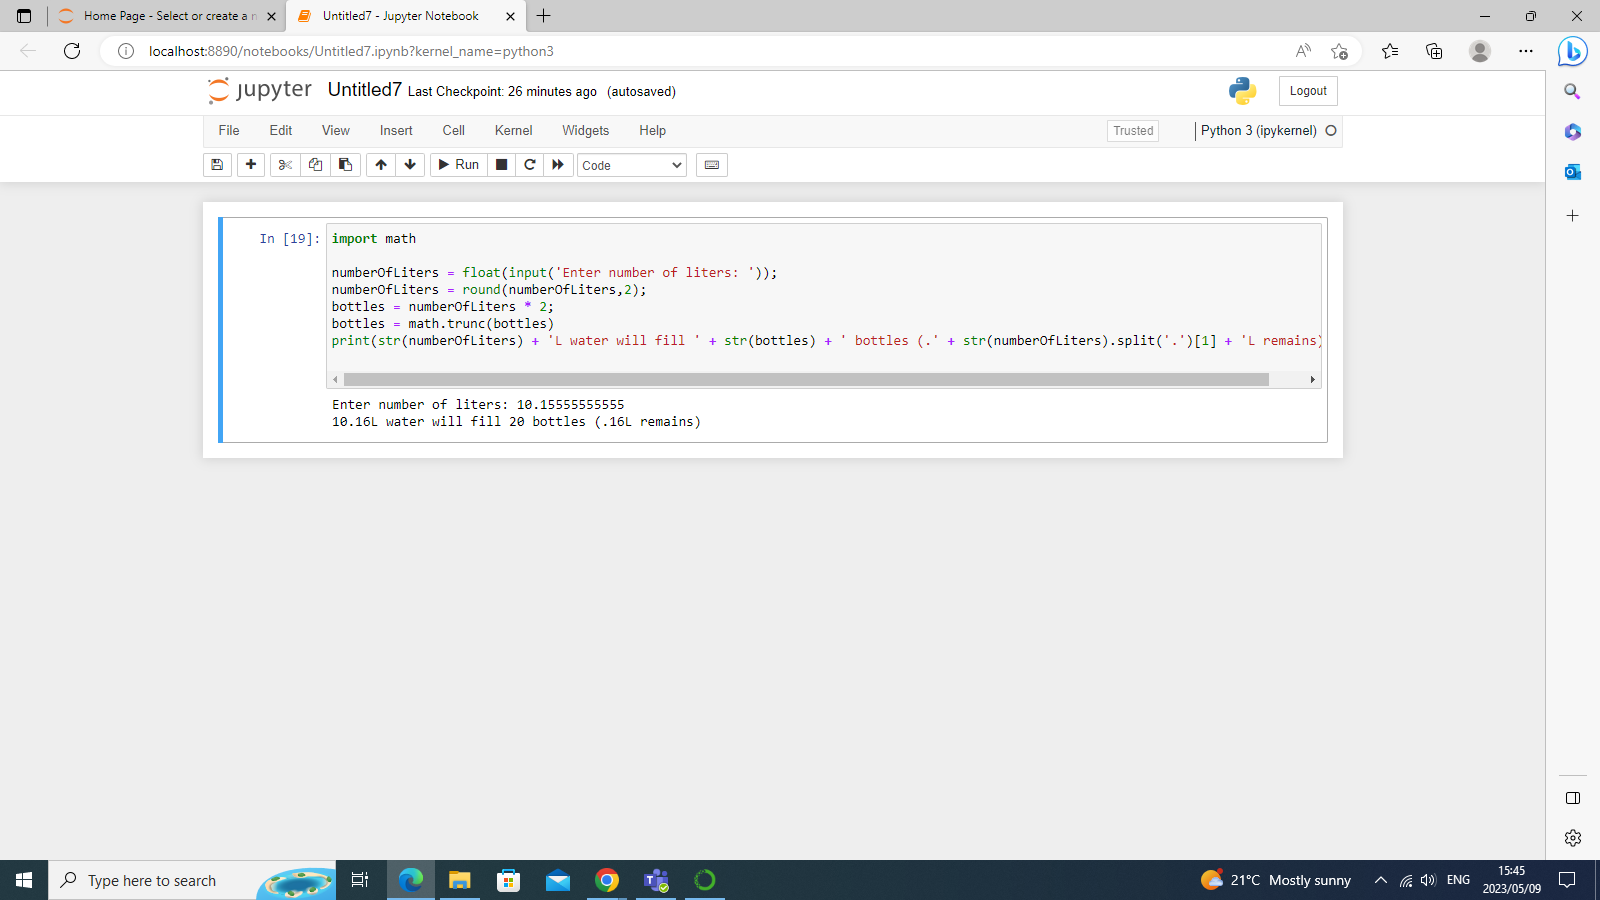 Home Page - Select or create a n
Untitled7 - Jupyter Notebook
localhost:8890/notebooks/Untitled7.ipynb?kernel_name=python3
jupyter Untitled7 Last Checkpoint: 26 minutes ago (autosaved)
Logout
File Edit View Insert Cell Kernel Widgets Help
Trusted
Python 3 (ipykernel)
Run
Code
In [19]:
import math
numberOfLiters = float(input('Enter number of liters: '));
numberOfLiters = round(numberOfLiters,2);
bottles = numberOfLiters * 2;
bottles = math.trunc(bottles)
print(str(numberOfLiters) + 'L water will fill ' + str(bottles) + ' bottles (.' + str(numberOfLiters).split('.')[1] + 'L remains)
Enter number of liters: 10.15555555555
10.16L water will fill 20 bottles (.16L remains)
Type here to search
21°C Mostly sunny
ENG
15:45
2023/05/09